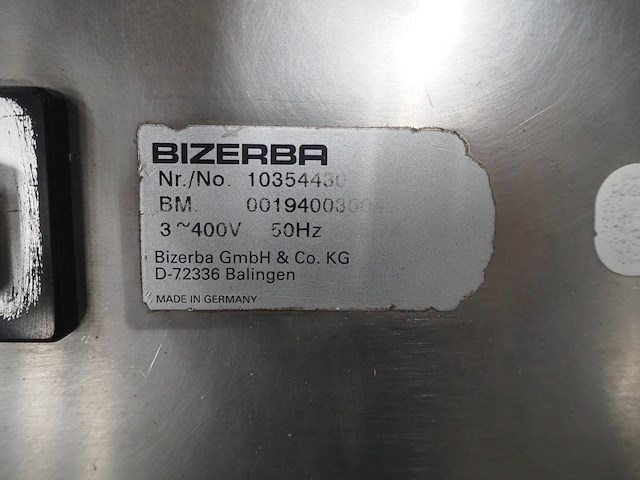 BIZERBA
Nr./No. 10354430
BM.
3~400V 50Hz
Bizerba GmbH & Co. KG
D-72336 Balingen
MADE IN GERMANY